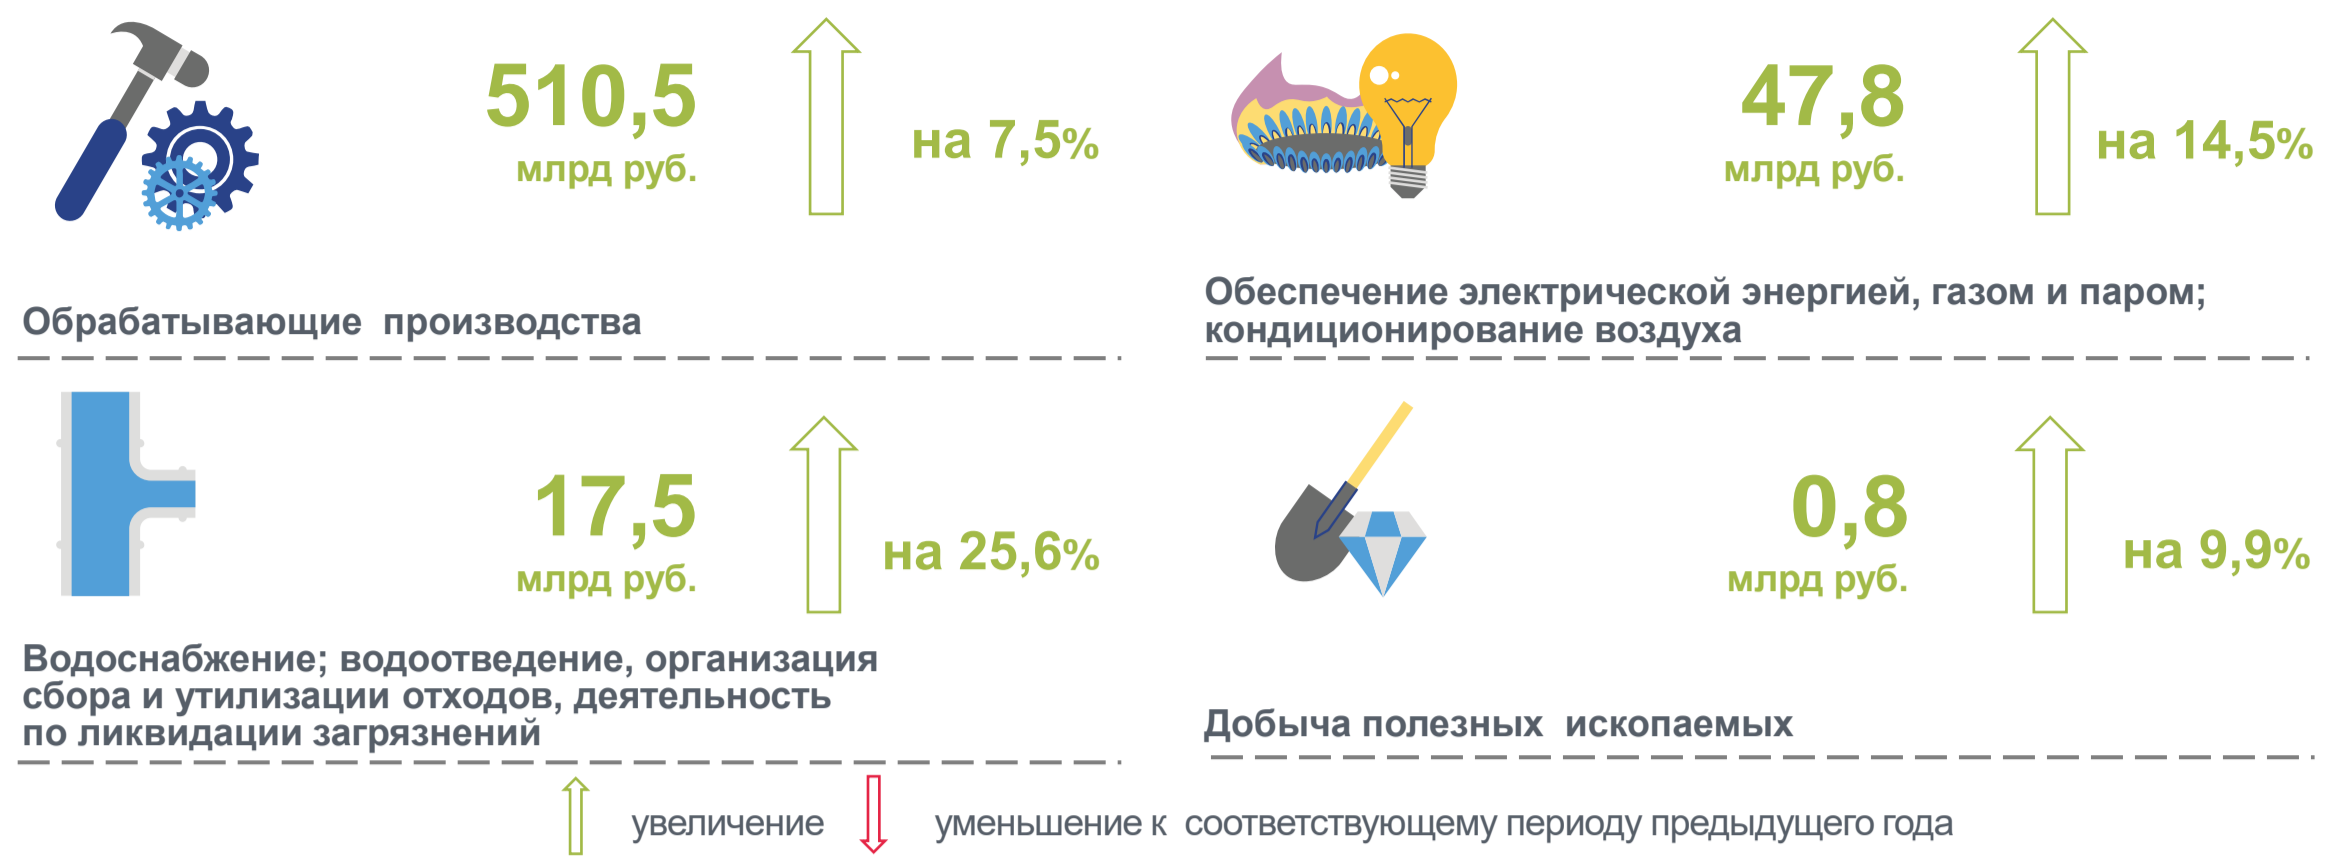 510,5
млрд руб.
на 7,5%
Обрабатывающие производства
47,8
млрд руб.
на 14,5%
Обеспечение электрической энергией, газом и паром;
кондиционирование воздуха
17,5
млрд руб.
на 25,6%
Водоснабжение; водоотведение, организация
сбора и утилизации отходов, деятельность
по ликвидации загрязнений
0,8
млрд руб.
на 9,9%
Добыча полезных ископаемых
увеличение
уменьшение к соответствующему периоду предыдущего года